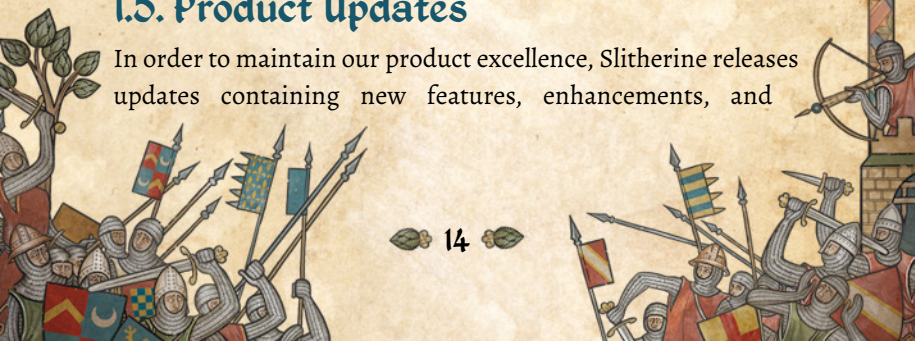 1.5. Product Updates
In order to maintain our product excellence, Slitherine releases
updates containing new features, enhancements, and
14